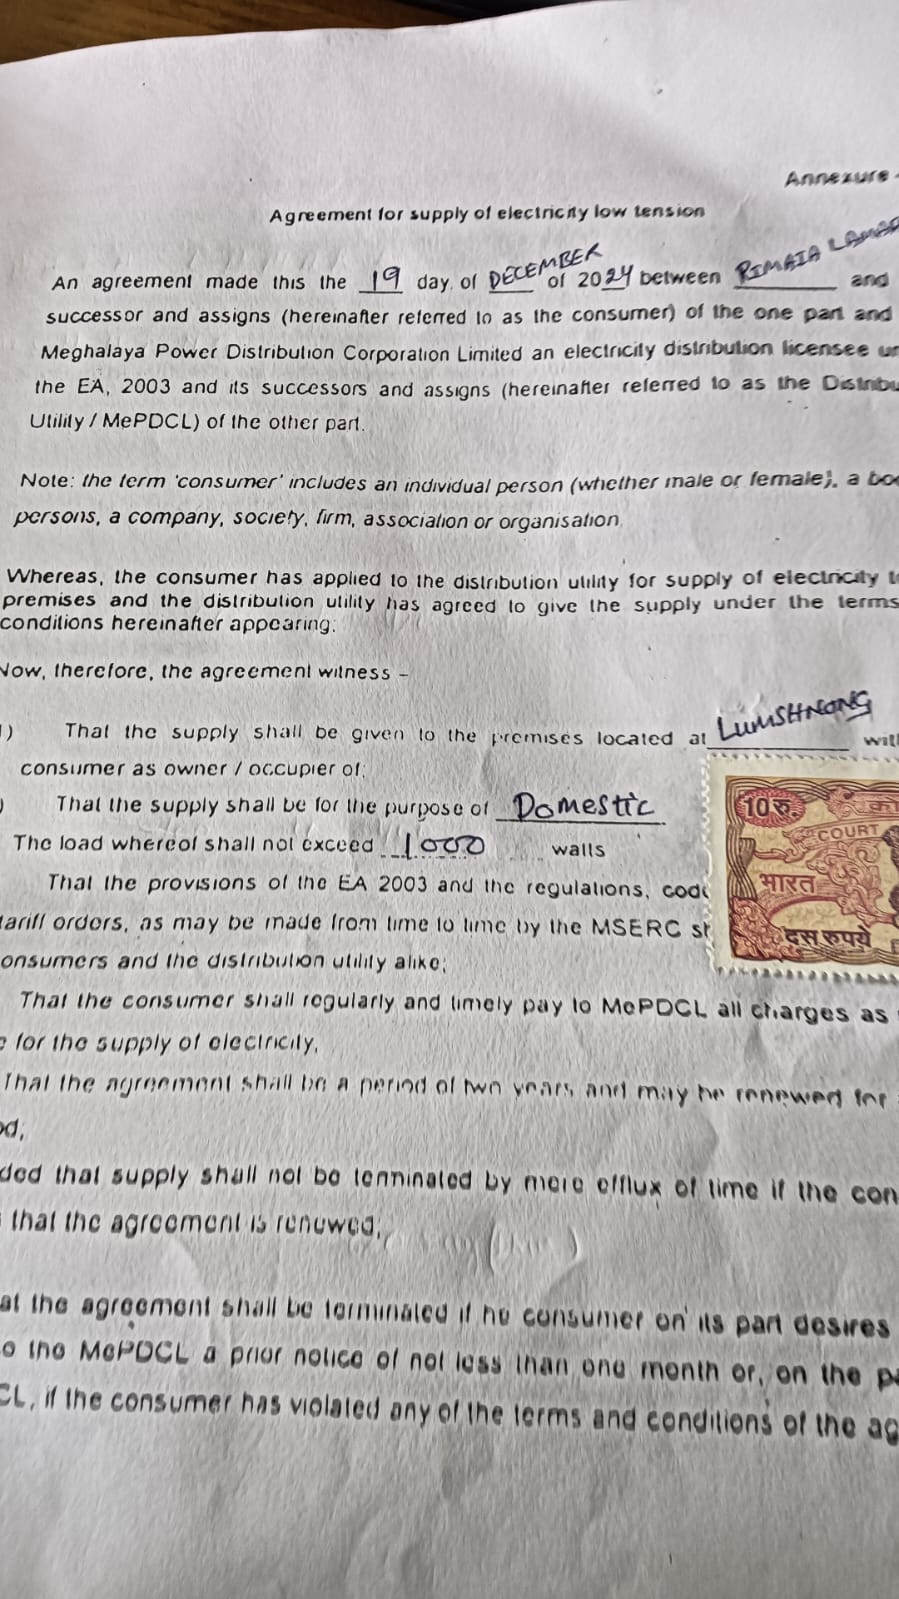 Annexure
Agreement for supply of electricity low tension
An agreement made this the 19 day of DECEMBER of 2024 between RIMAIA and
successor and assigns (hereinafter referred to as the consumer) of the one part and
Meghalaya Power Distribution Corporation Limited an electricity distribution licensee
the EA, 2003 and its successors and assigns (hereinafter referred to as the Distribu
Utility / MePDCL) of the other part.
Note: the term 'consumer' includes an individual person (whether male or female), a
persons, a company, society, firm, association or organisation.
Whereas, the consumer has applied to the distribution utility for supply of electricity
premises and the distribution utility has agreed to give the supply under the terms
conditions hereinafter appearing:
Now, therefore, the agreement witness –
) That the supply shall be given to the premises located at LUMSHNONG
consumer as owner / occupier of;
) That the supply shall be for the purpose of DOMESTIC
The load whereof shall not exceed 1000 watts
10 रु.
COURT
भारत
दस रुपये
That the provisions of the EA 2003 and the regulations,
tariff orders, as may be made from time to time by the MSERC
onsumers and the distribution utility alike;
That the consumer shall regularly and timely pay to MePDCL all charges as
for the supply of electricity,
That the agreement shall be a period of two years and may be renewed for
od;
ded that supply shall not be terminated by mere efflux of time if the con
that the agreement is renewed;
at the agreement shall be terminated if he consumer on its part desires
o the MePDCL a prior notice of not less than one month or, on the
CL, if the consumer has violated any of the terms and conditions of the ag